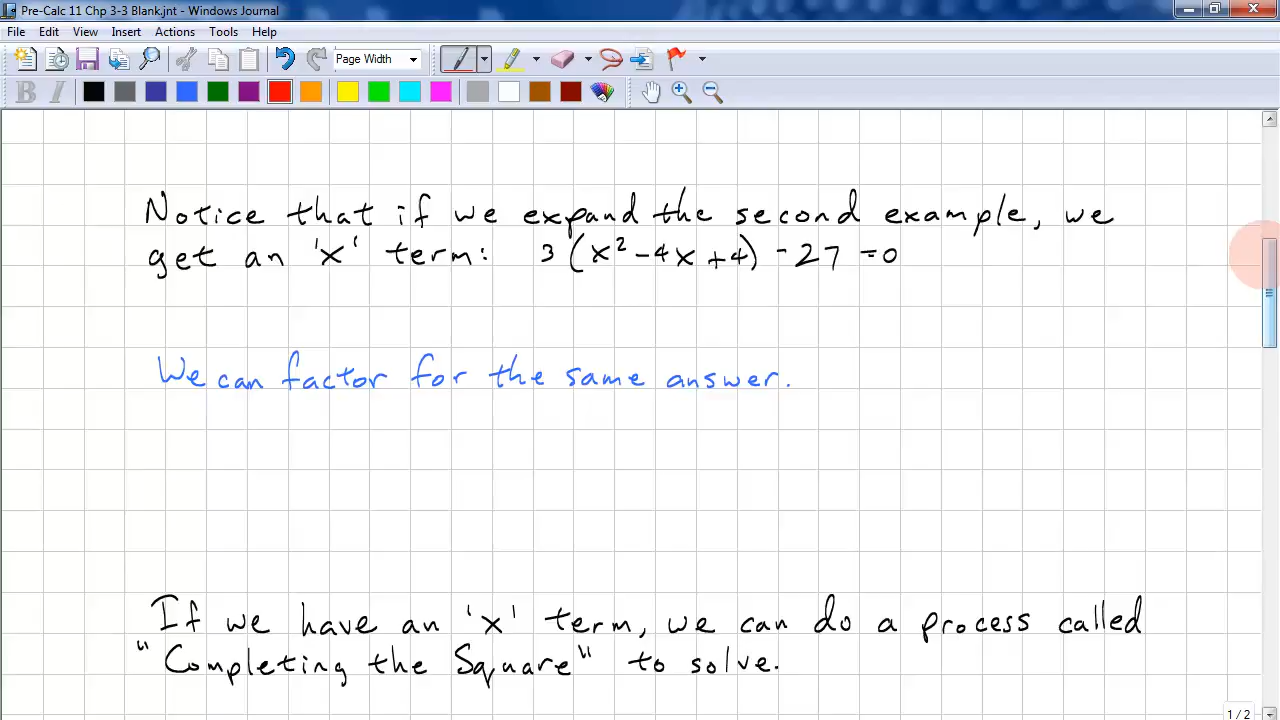 Pre-Calc 11 Chp 3-3 Blank.jnt - Windows Journal
File Edit View Insert Actions Tools Help
Page Width
B I
Notice that if we expand the second example, we
get an 'x' term: 3(x² - 4x + 4) - 27 = 0
We can factor for the same answer.
If we have an 'x' term, we can do a process called
"Completing the Square" to solve.
1/2